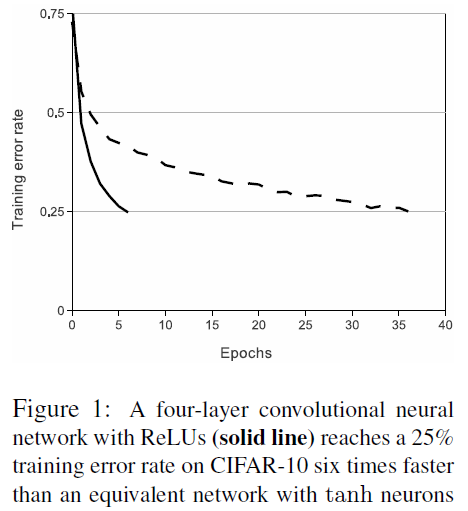 0.75
0.5
0.25
0
Training error rate
0
5
10
15
20
25
30
35
40
Epochs
Figure 1: A four-layer convolutional neural
network with ReLUs (solid line) reaches a 25%
training error rate on CIFAR-10 six times faster
than an equivalent network with tanh neurons